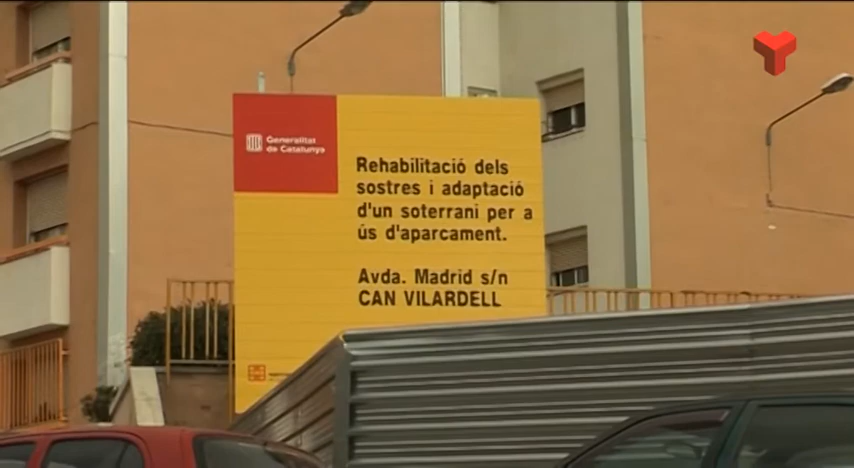 Generalitat
de Catalunya
Rehabilitació dels
sostres i adaptació
d'un soterrani per a
ús d'aparcament.
Avda. Madrid s/n
CAN VILARDELL